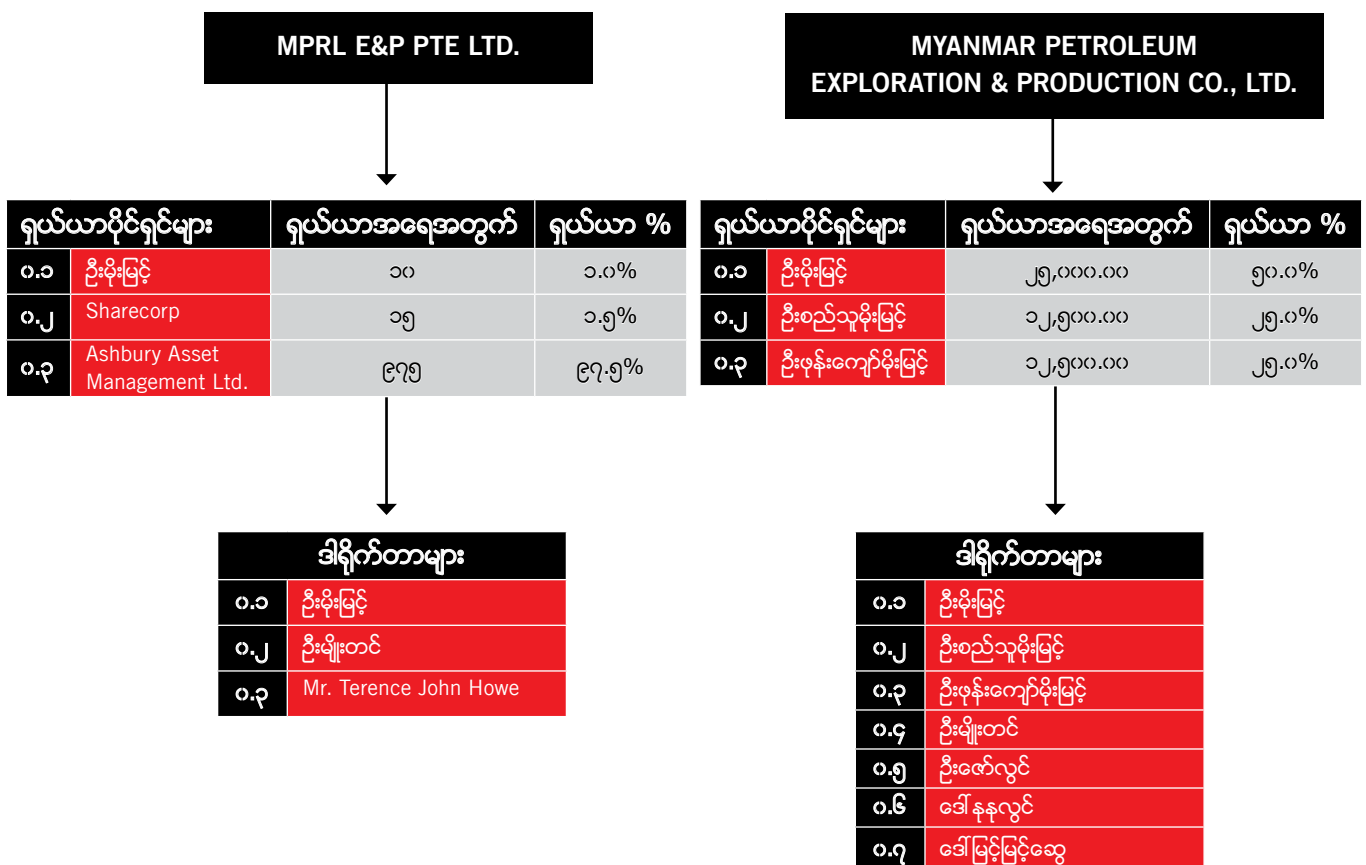 MPRL E&P PTE LTD.
ရှယ်ယာပိုင်ရှင်များ ရှယ်ယာအရေအတွက် ရှယ်ယာ %
၀.၁ ဦးမိုးမြင့် ၁၀ ၁.၀%
၀.၂ Sharecorp ၁၅ ၁.၅%
၀.၃ Ashbury Asset
Management Ltd. ၉၇၅ ၉၇.၅%
ဒါရိုက်တာများ
၀.၁ ဦးမိုးမြင့်
၀.၂ ဦးမျိုးတင်
၀.၃ Mr. Terence John Howe
MYANMAR PETROLEUM
EXPLORATION & PRODUCTION CO., LTD.
ရှယ်ယာပိုင်ရှင်များ ရှယ်ယာအရေအတွက် ရှယ်ယာ %
၀.၁ ဦးမိုးမြင့် ၂၅,၀၀၀.၀၀ ၅၀.၀%
၀.၂ ဦးစည်သူမိုးမြင့် ၁၂,၅၀၀.၀၀ ၂၅.၀%
၀.၃ ဦးဖုန်းကျော်မိုးမြင့် ၁၂,၅၀၀.၀၀ ၂၅.၀%
ဒါရိုက်တာများ
၀.၁ ဦးမိုးမြင့်
၀.၂ ဦးစည်သူမိုးမြင့်
၀.၃ ဦးဖုန်းကျော်မိုးမြင့်
၀.၄ ဦးမျိုးတင်
၀.၅ ဦးဇော်လွင်
၀.၆ ဒေါ်နုနုလွင်
၀.၇ ဒေါ်မြင့်မြင့်ဆွေ